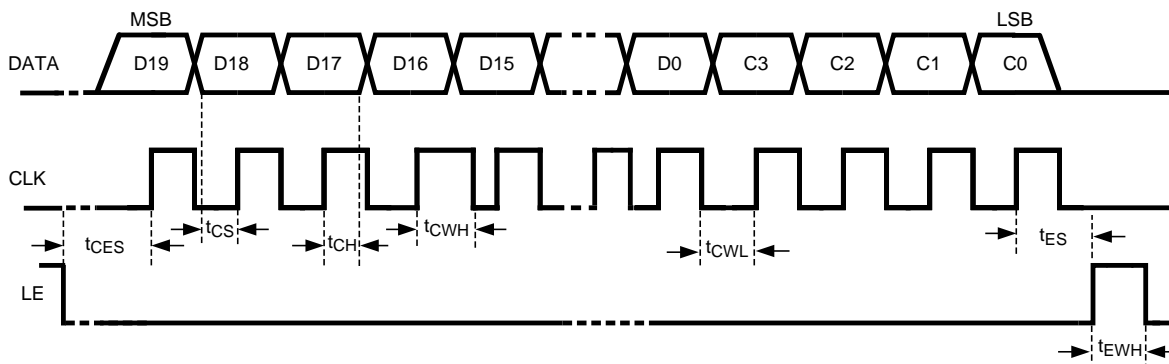 MSB LSB
DATA D19 D18 D17 D16 D15 D0 C3 C2 C1 C0
CLK
tCES tCS tCH tCWH tCWL tES
LE
tEWH